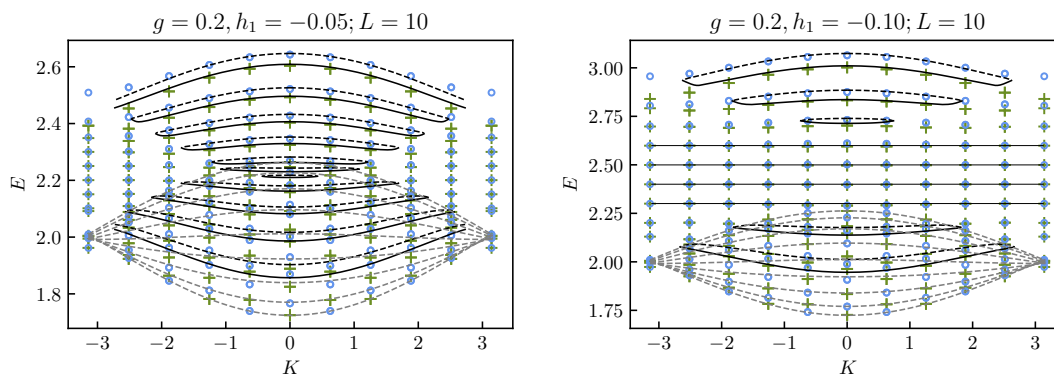 $g = 0.2, h_1 = -0.05; L = 10$
2.6
2.4
2.2
2.0
1.8
E
−3 −2 −1 0 1 2 3
K
$g = 0.2, h_1 = -0.10; L = 10$
3.00
2.75
2.50
2.25
2.00
1.75
E
−3 −2 −1 0 1 2 3
K